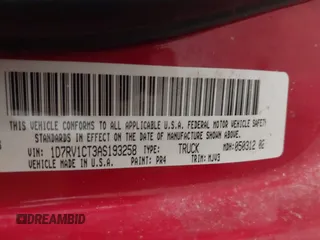 THIS VEHICLE CONFORMS TO ALL APPLICABLE U.S.A. FEDERAL MOTOR VEHICLE SAFETY
STANDARDS IN EFFECT ON THE DATE OF MANUFACTURE SHOWN ABOVE.
VIN: 1D7RV1CT3AS193258 TYPE: TRUCK MDH: 050312 02
MADE IN U.S.A. PAINT: PR4 TRIM: MJV3
DREAMBID